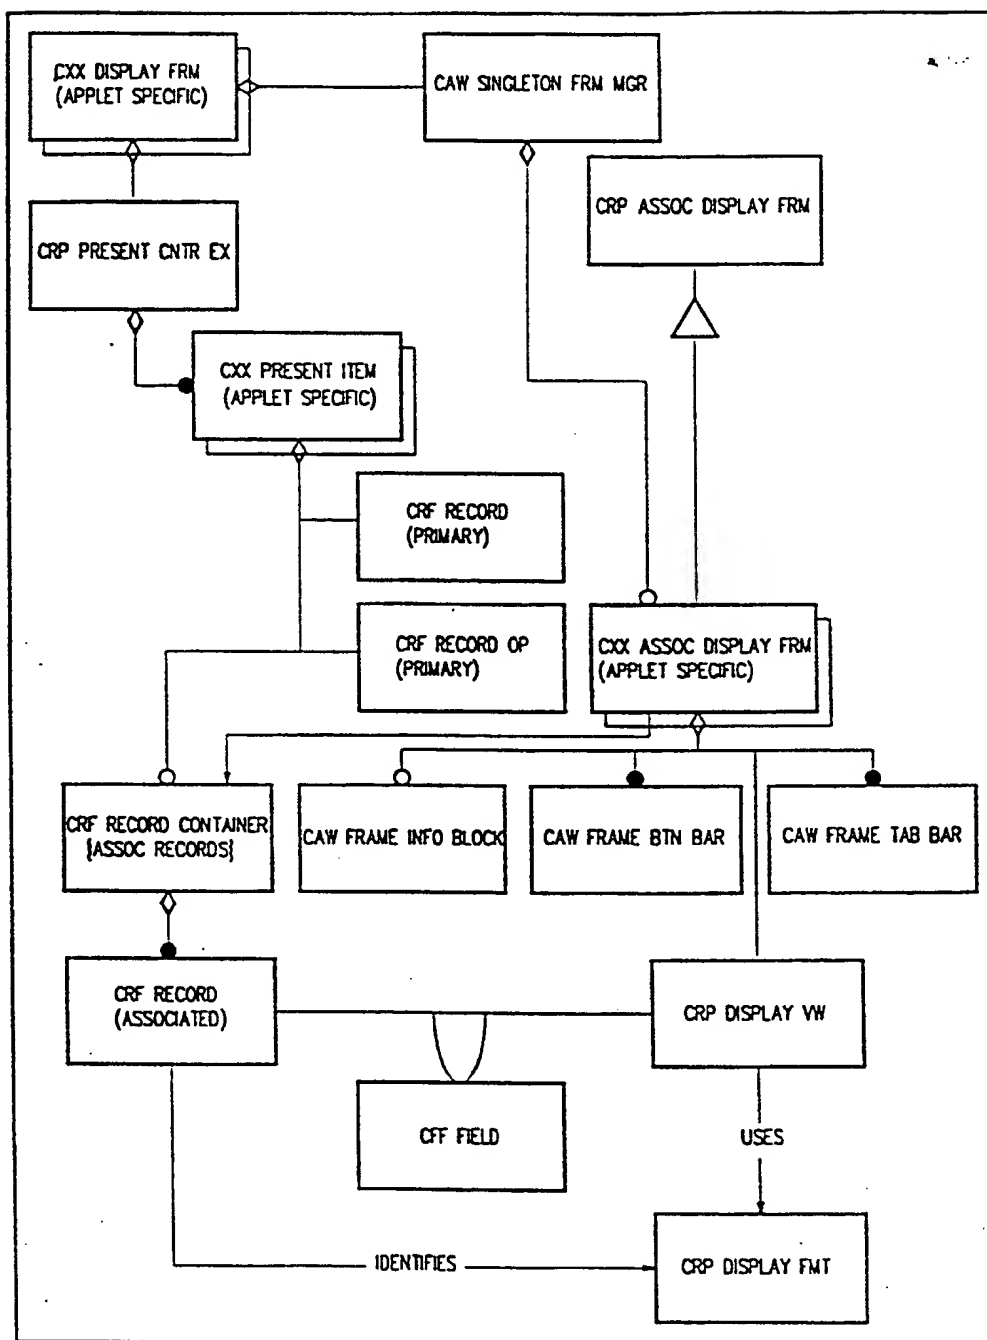 CXX DISPLAY FRM
(APPLET SPECIFIC)
CAW SINGLETON FRM MGR
CRP ASSOC DISPLAY FRM
CRP PRESENT CNTR EX
CXX PRESENT ITEM
(APPLET SPECIFIC)
CRF RECORD
(PRIMARY)
CRF RECORD OP
(PRIMARY)
CXX ASSOC DISPLAY FRM
(APPLET SPECIFIC)
CRF RECORD CONTAINER
{ASSOC RECORDS}
CAW FRAME INFO BLOCK
CAW FRAME BTN BAR
CAW FRAME TAB BAR
CRF RECORD
(ASSOCIATED)
CRP DISPLAY VW
CFF FIELD
USES
IDENTIFIES
CRP DISPLAY FMT